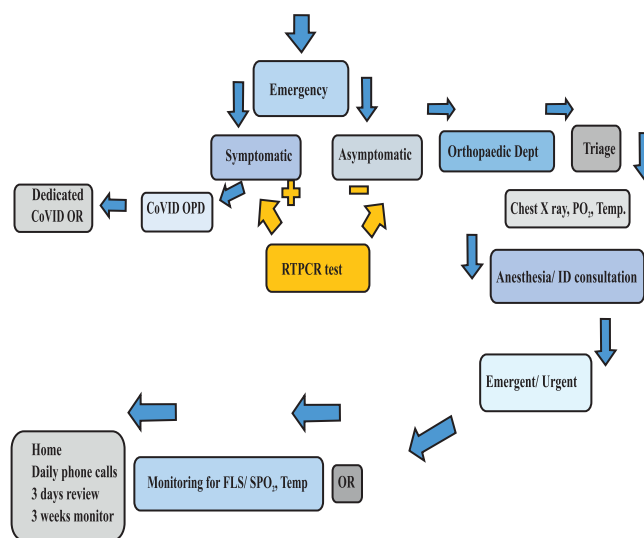 Emergency
Symptomatic
Asymptomatic
Orthopaedic Dept
Triage
Dedicated
CoVID OR
CoVID OPD
Chest X ray, PO₂, Temp.
RTPCR test
Anesthesia/ ID consultation
Emergent/ Urgent
Home
Daily phone calls
3 days review
3 weeks monitor
Monitoring for FLS/ SPO₂, Temp
OR